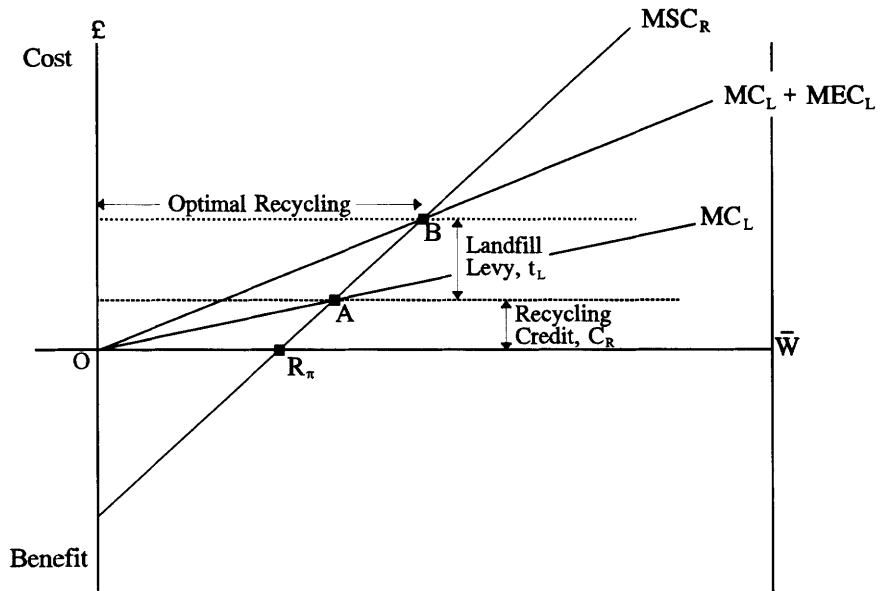 £
MSC_R
Cost
MC_L + MEC_L
Optimal Recycling
B
MC_L
Landfill
Levy, t_L
A
Recycling
Credit, C_R
O
R_π
W̄
Benefit